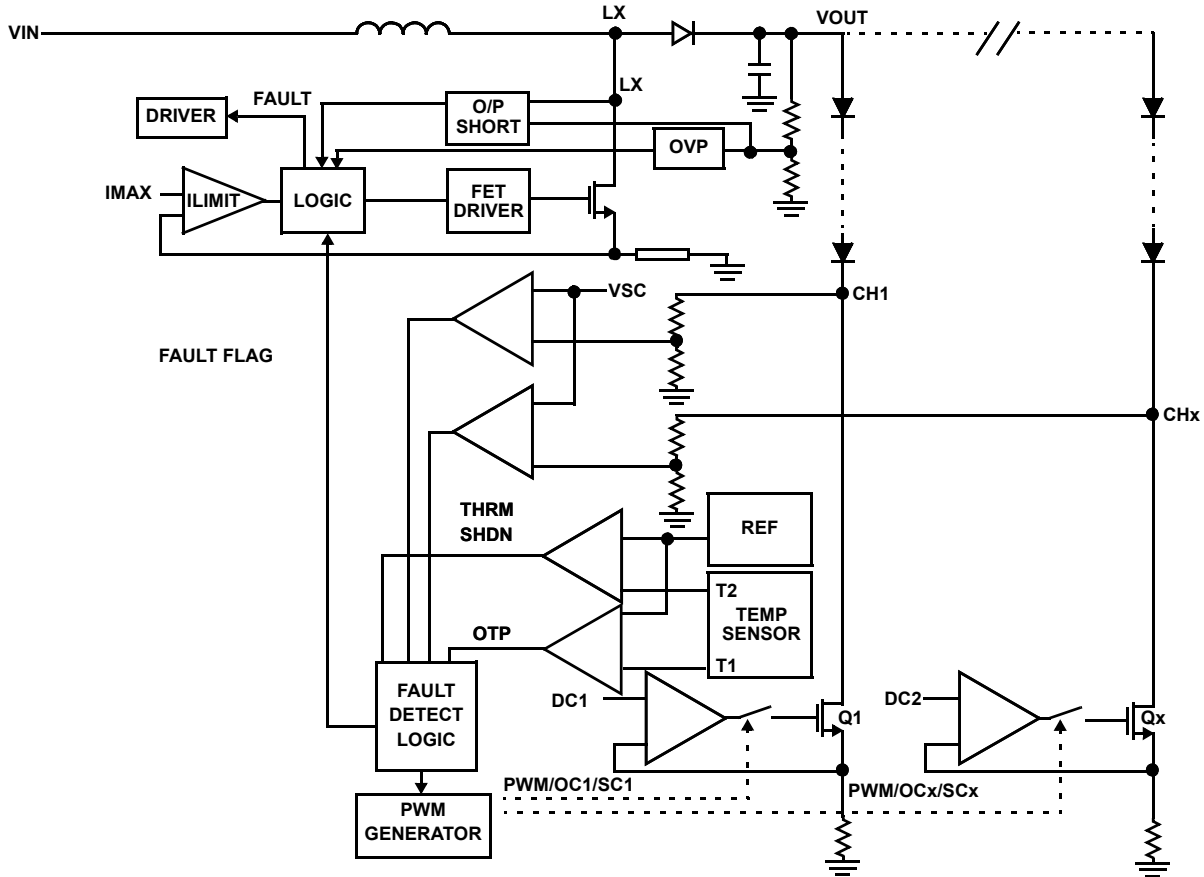 LX
VIN
VOUT
LX
FAULT
DRIVER
O/P
SHORT
OVP
IMAX
ILIMIT
LOGIC
FET
DRIVER
VSC
CH1
FAULT FLAG
CHx
THRM
SHDN
REF
T2
TEMP
SENSOR
OTP
T1
FAULT
DETECT
LOGIC
DC1
Q1
DC2
Qx
PWM/OC1/SC1
PWM/OCx/SCx
PWM
GENERATOR